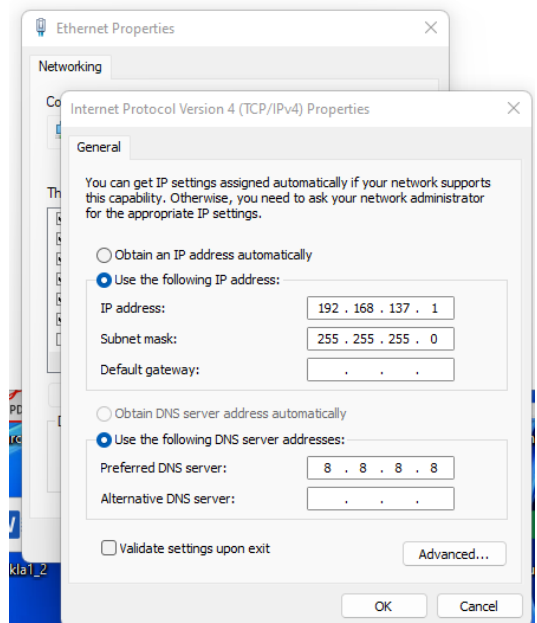 Ethernet Properties
Networking
Co
Internet Protocol Version 4 (TCP/IPv4) Properties
General
You can get IP settings assigned automatically if your network supports
this capability. Otherwise, you need to ask your network administrator
for the appropriate IP settings.
Th
Obtain an IP address automatically
Use the following IP address:
IP address: 192 . 168 . 137 . 1
Subnet mask: 255 . 255 . 255 . 0
Default gateway: . . .
Obtain DNS server address automatically
Use the following DNS server addresses:
Preferred DNS server: 8 . 8 . 8 . 8
Alternative DNS server: . . .
Validate settings upon exit
Advanced...
kla1_2
OK Cancel